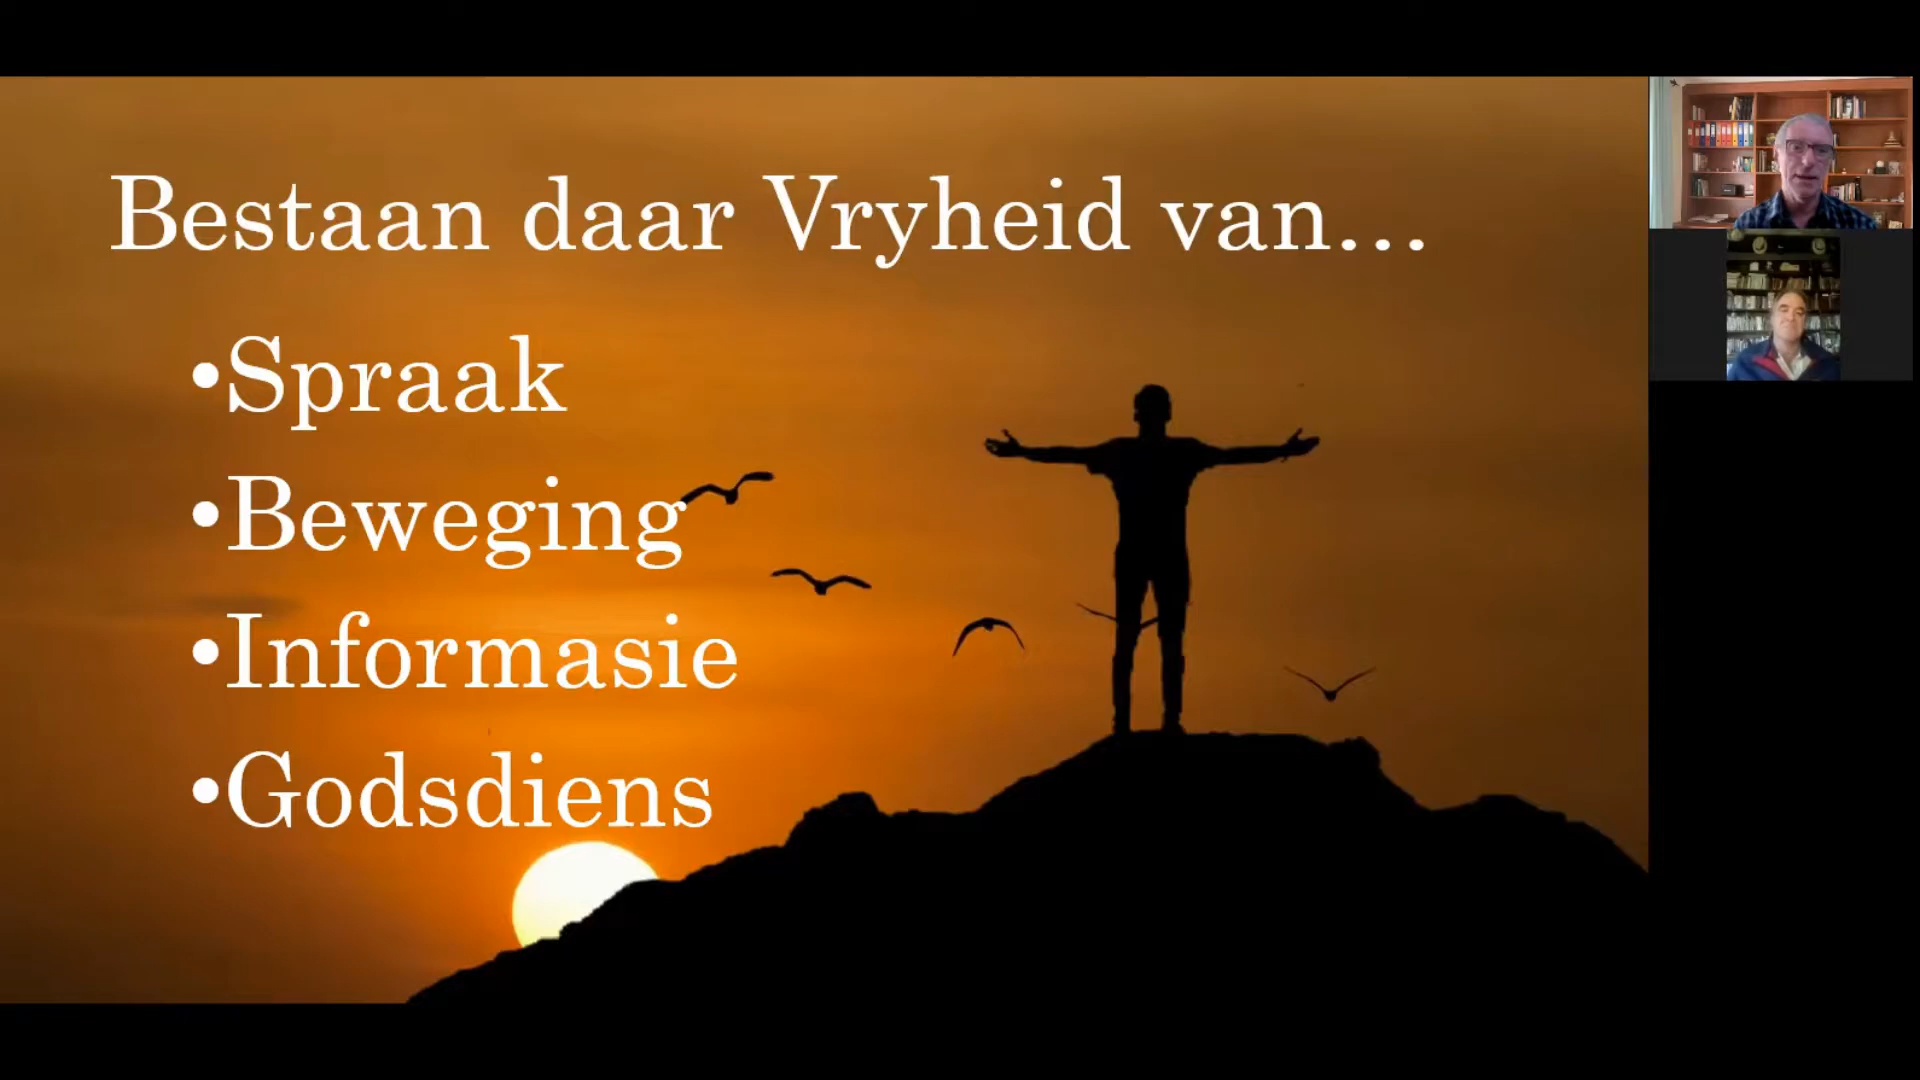 Bestaan daar Vryheid van...
•Spraak
•Beweging
•Informasie
•Godsdiens